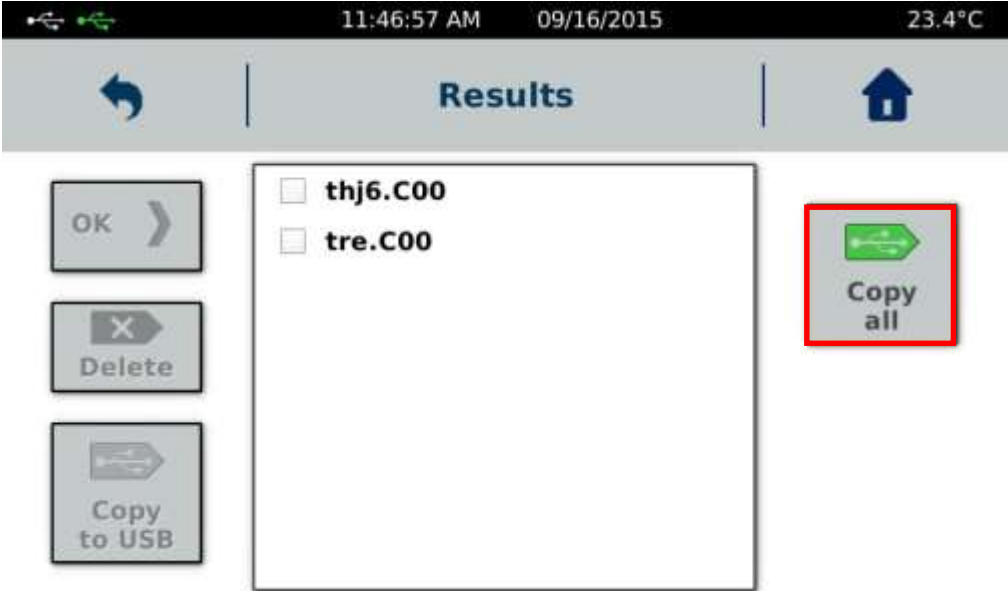 11:46:57 AM 09/16/2015 23.4°C
Results
OK
Delete
Copy
to USB
thj6.C00
tre.C00
Copy
all